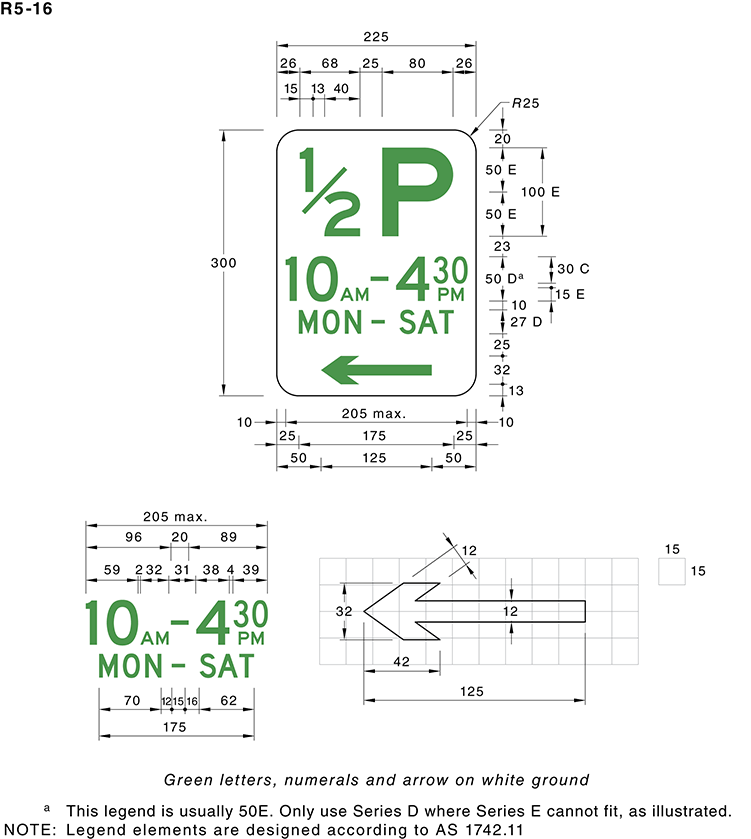 R5-16
225
26 68 25 80 26
15 13 40
R25
20
50 E
100 E
50 E
23
300
50 Dª 30 C
15 E
10
27 D
25
32
13
1/2 P
10AM – 4 30 PM
MON – SAT
10 205 max. 10
25 175 25
50 125 50
205 max.
96 20 89
59 2 32 31 38 4 39
10AM – 4 30 PM
MON – SAT
70 12 15 16 62
175
12
15
15
32
12
42
125
Green letters, numerals and arrow on white ground
a This legend is usually 50E. Only use Series D where Series E cannot fit, as illustrated.
NOTE: Legend elements are designed according to AS 1742.11